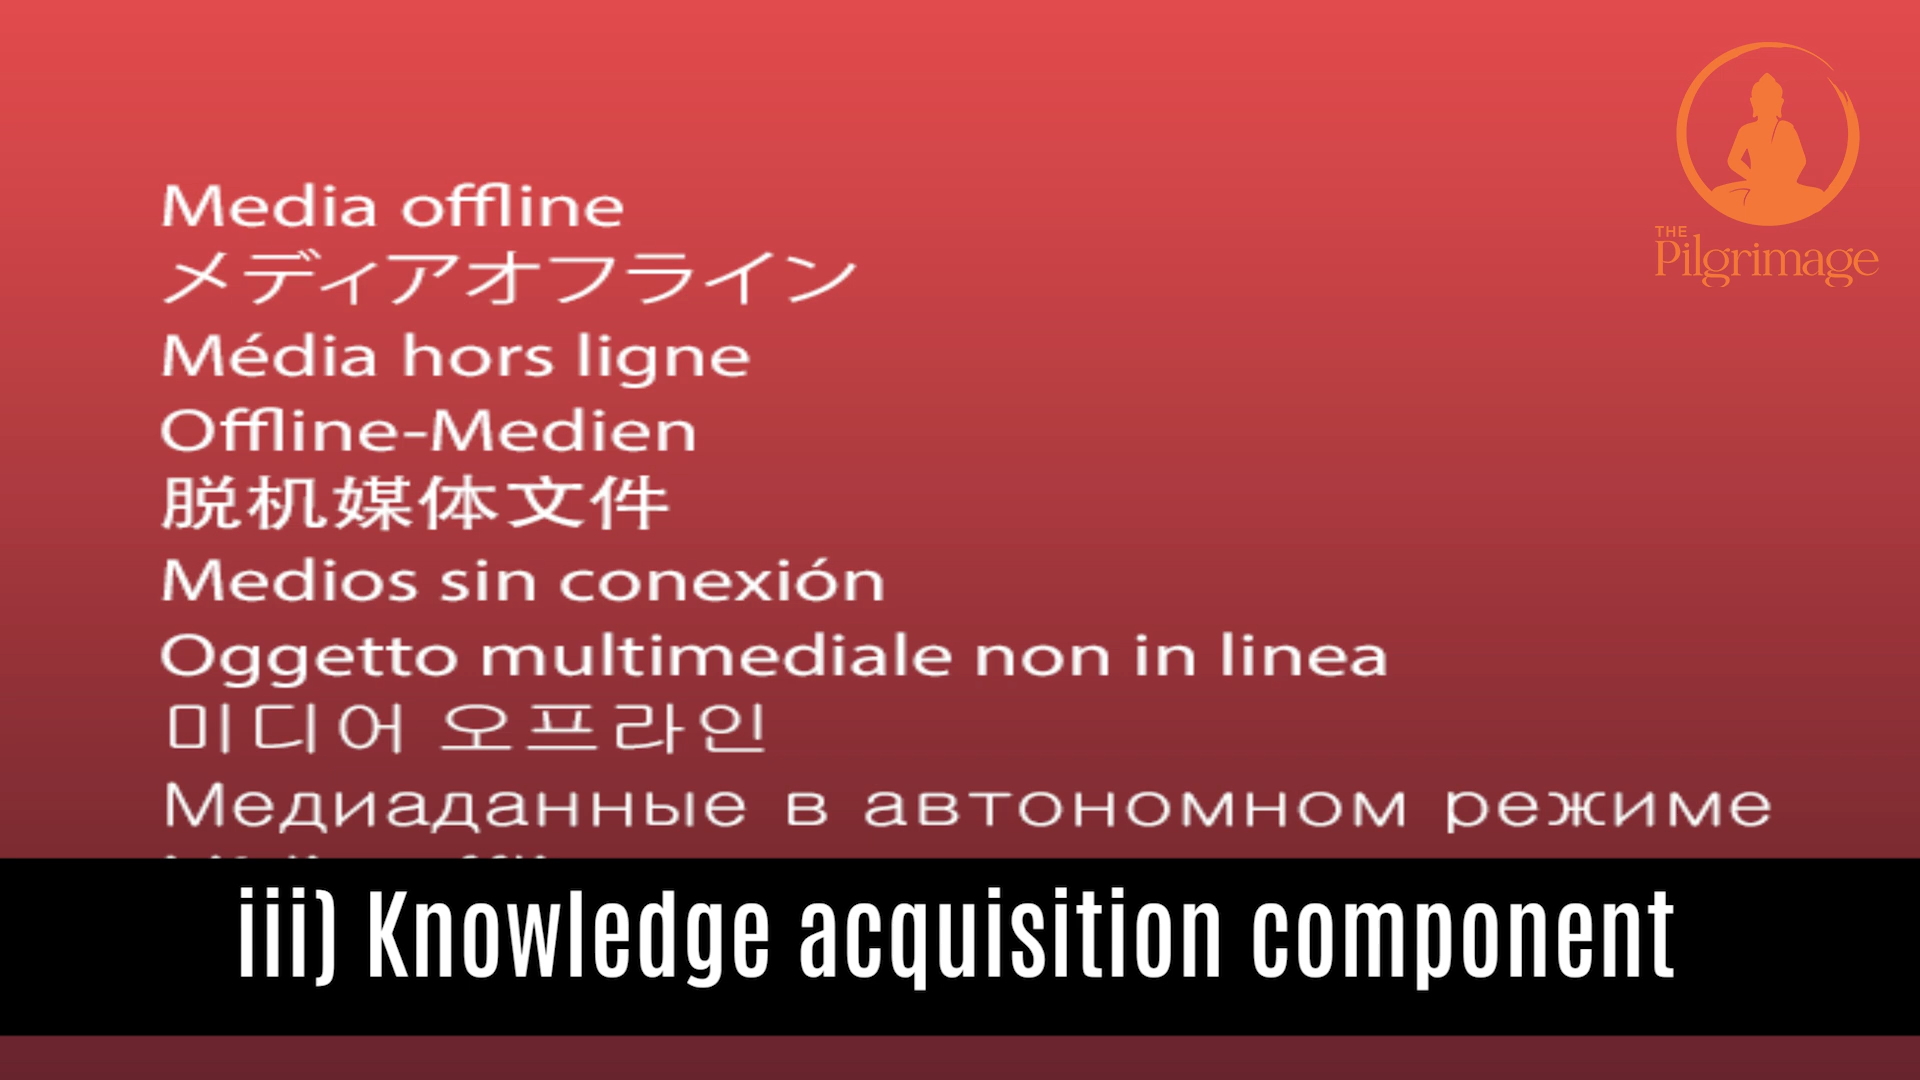 Media offline
メディアオフライン
Média hors ligne
Offline-Medien
脱机媒体文件
Medios sin conexión
Oggetto multimediale non in linea
미디어 오프라인
Медиаданные в автономном режиме
iii) Knowledge acquisition component
THE
Pilgrimage